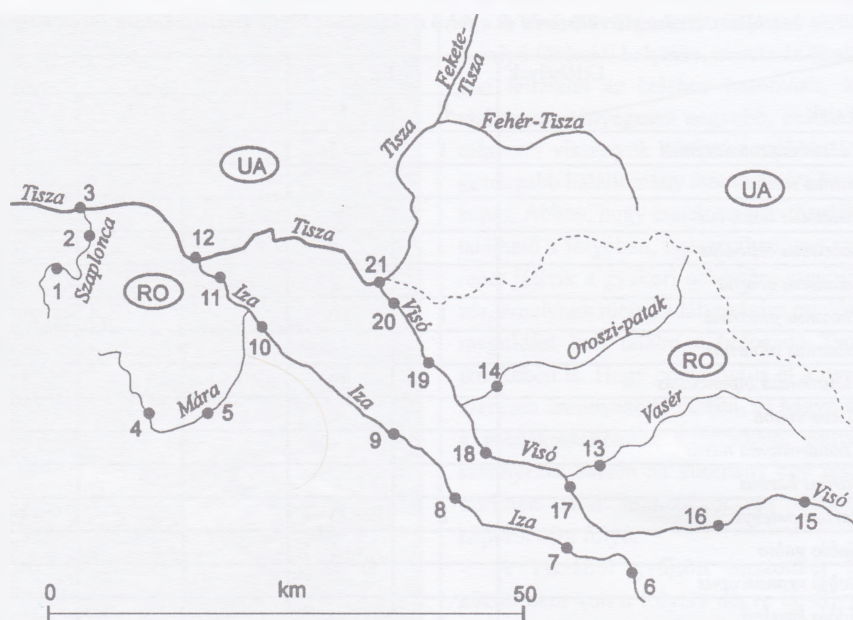 Fekete-
Tisza
Tisza
Fehér-Tisza
UA
UA
Tisza
3
2
Szaplonca
1
12
Tisza
RO
11
Iza
21
20
Visó
10
Oroszi-patak
RO
19
14
Mára
4
5
Iza
9
Vasér
18
Visó
13
8
17
16
15
Visó
Iza
7
6
0
km
50